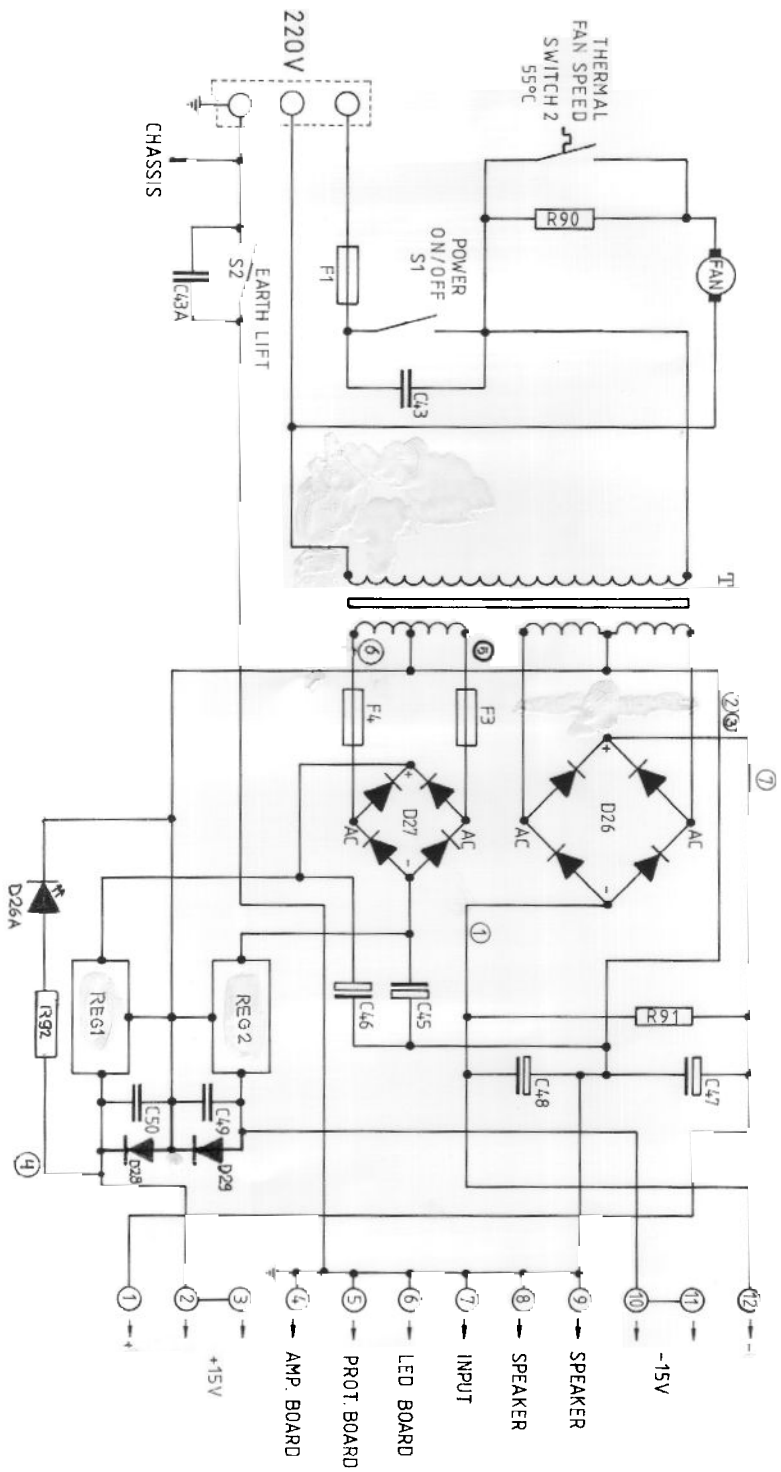 THERMAL
FAN SPEED
SWITCH 2
55°C
220V
CHASSIS
R90
FAN
POWER
ON/OFF
S1
F1
EARTH LIFT
S2
C43A
C43
T
6
5
2 3
7
F4
F3
+
D27
-
AC
AC
+
D26
-
AC
AC
1
D26A
R92
REG1
REG2
C46
C45
R91
C48
C47
C50
C49
D28
D29
4
1 +
2
3
+15V
4 AMP. BOARD
5 PROT. BOARD
6 LED BOARD
7 INPUT
8 SPEAKER
9 SPEAKER
10
11
-15V
12 -